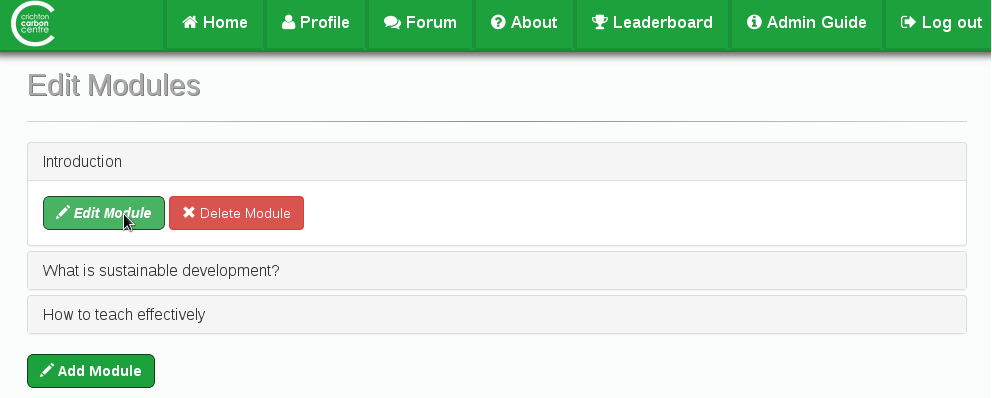 crichton
carbon
centre
Home Profile Forum About Leaderboard Admin Guide Log out
Edit Modules
Introduction
Edit Module Delete Module
What is sustainable development?
How to teach effectively
Add Module